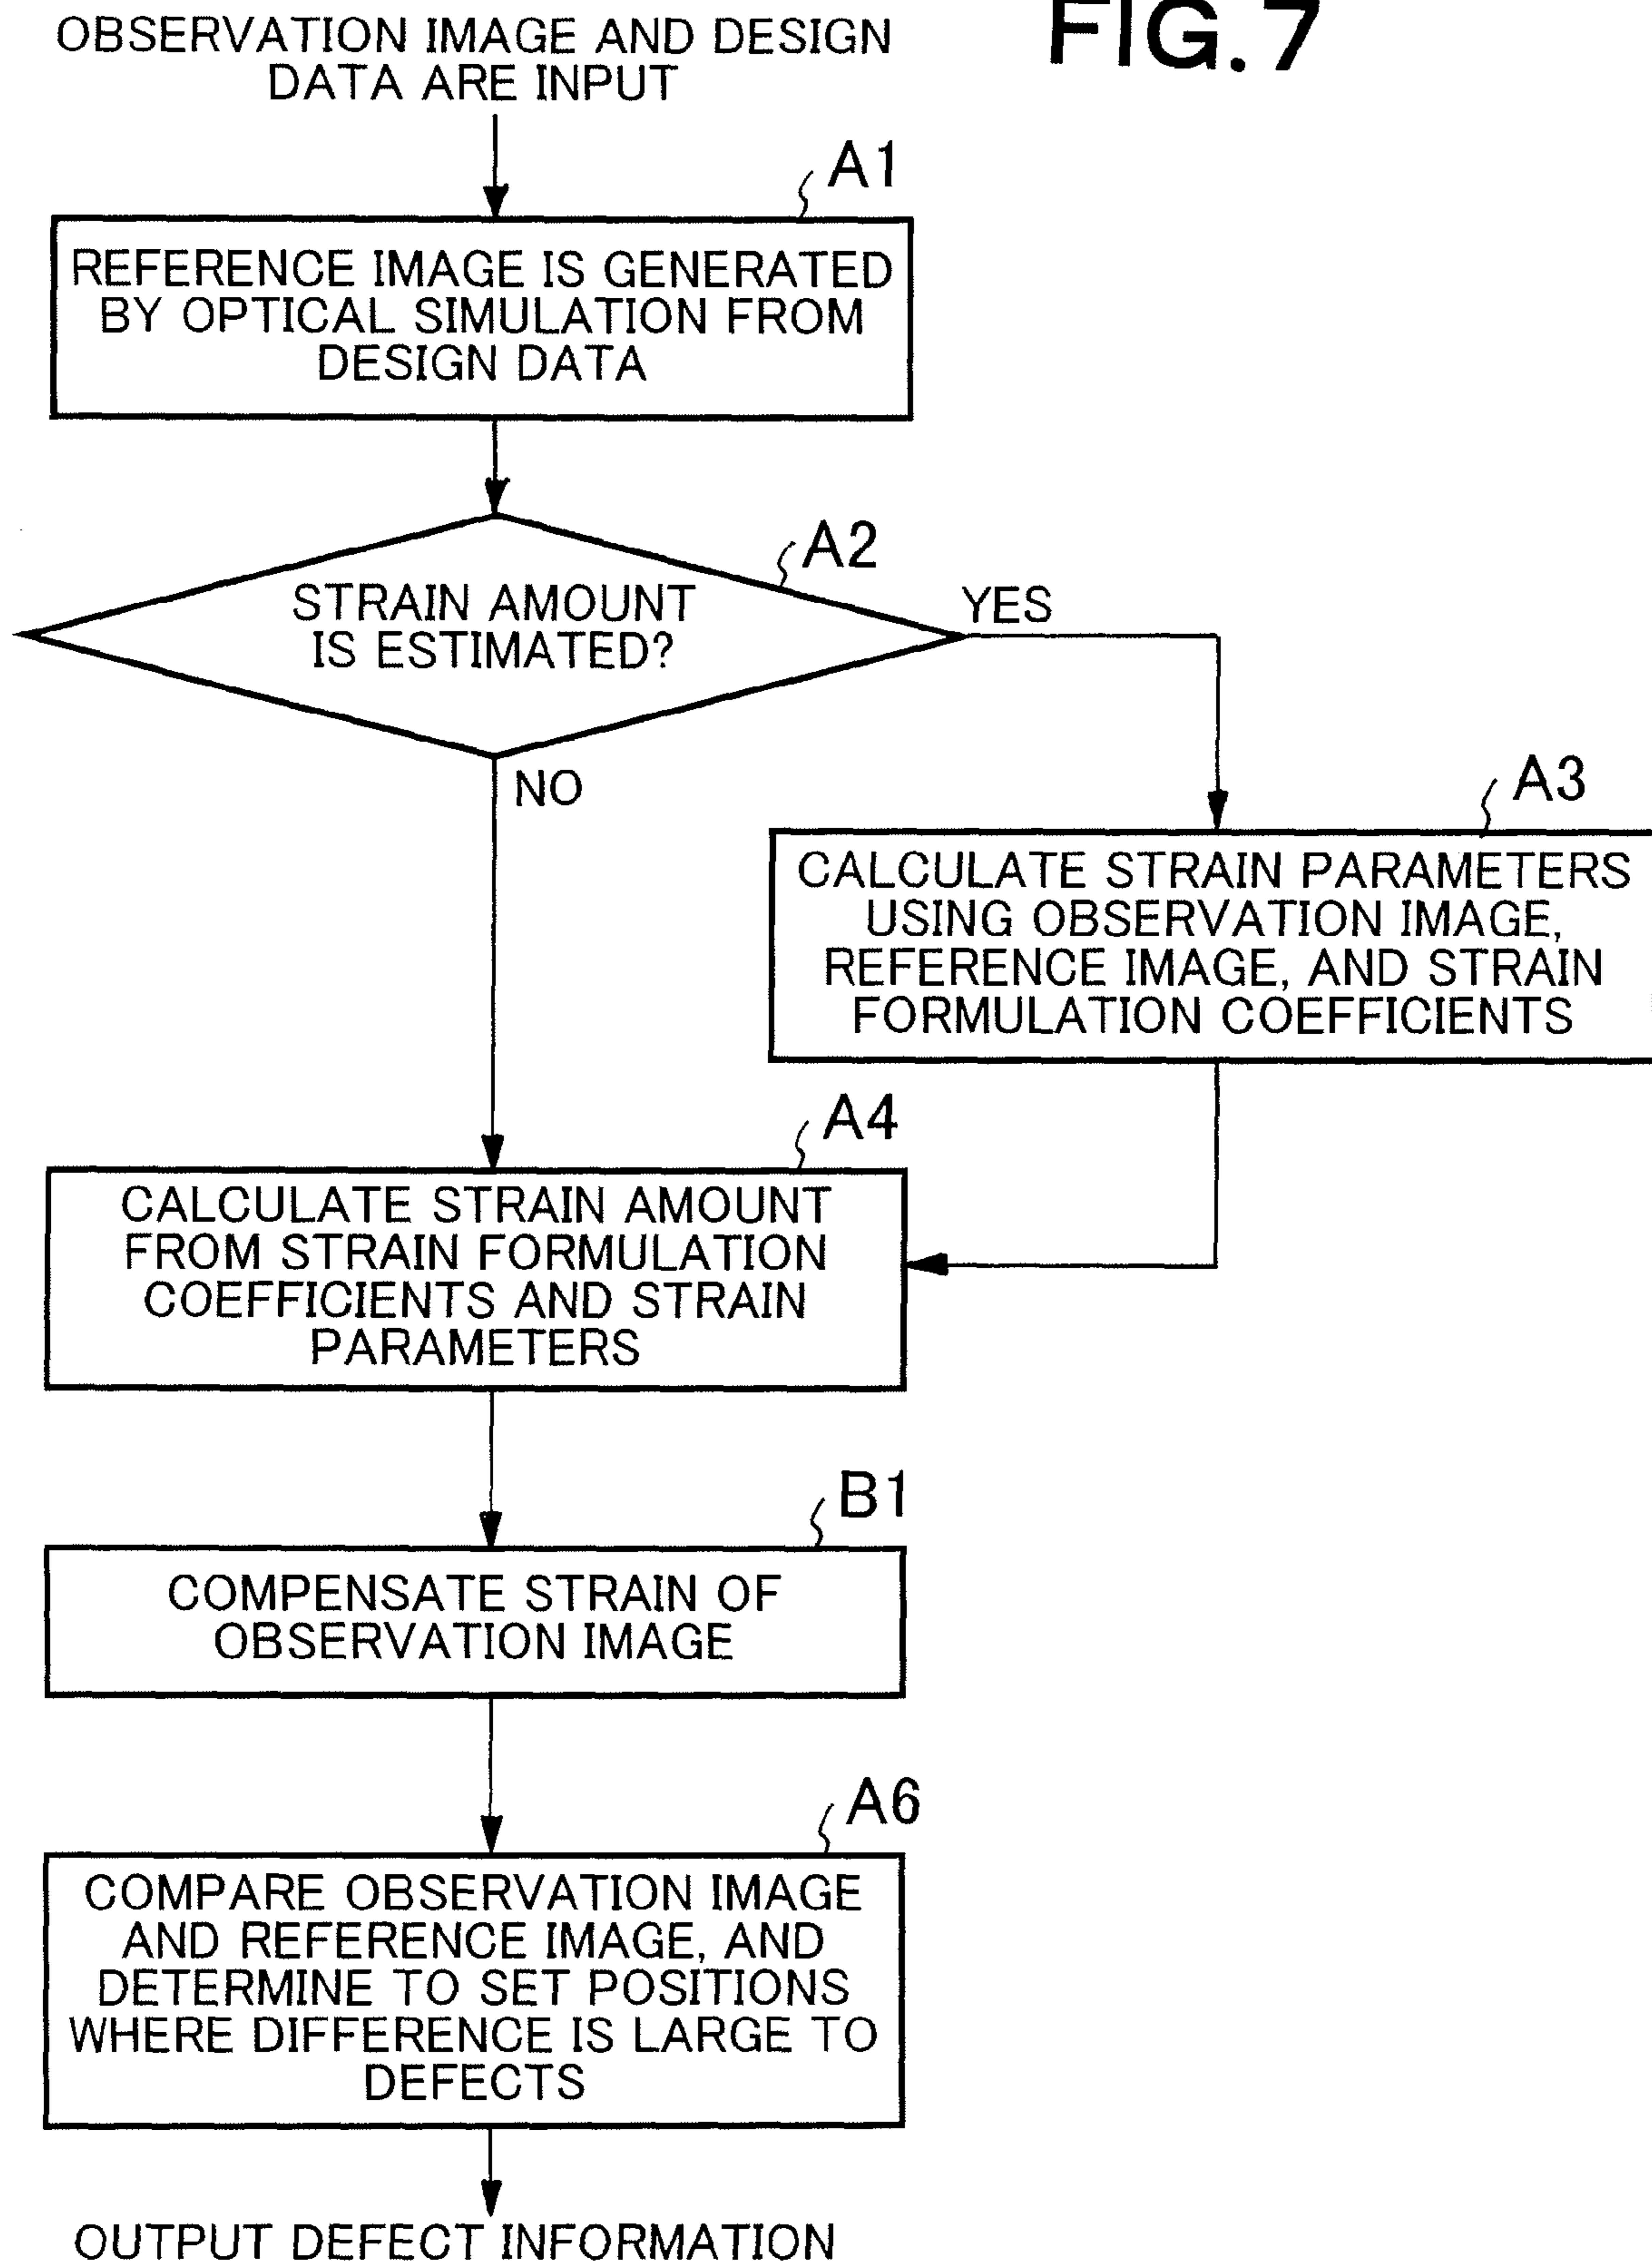 FIG.7
OBSERVATION IMAGE AND DESIGN
DATA ARE INPUT
A1
REFERENCE IMAGE IS GENERATED
BY OPTICAL SIMULATION FROM
DESIGN DATA
A2
STRAIN AMOUNT
IS ESTIMATED?
YES
NO
A3
CALCULATE STRAIN PARAMETERS
USING OBSERVATION IMAGE,
REFERENCE IMAGE, AND STRAIN
FORMULATION COEFFICIENTS
A4
CALCULATE STRAIN AMOUNT
FROM STRAIN FORMULATION
COEFFICIENTS AND STRAIN
PARAMETERS
B1
COMPENSATE STRAIN OF
OBSERVATION IMAGE
A6
COMPARE OBSERVATION IMAGE
AND REFERENCE IMAGE, AND
DETERMINE TO SET POSITIONS
WHERE DIFFERENCE IS LARGE TO
DEFECTS
OUTPUT DEFECT INFORMATION